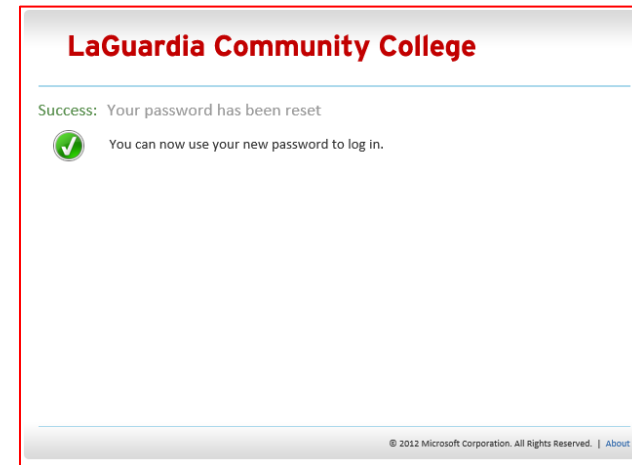 LaGuardia Community College
Success: Your password has been reset
You can now use your new password to log in.
© 2012 Microsoft Corporation. All Rights Reserved. | About